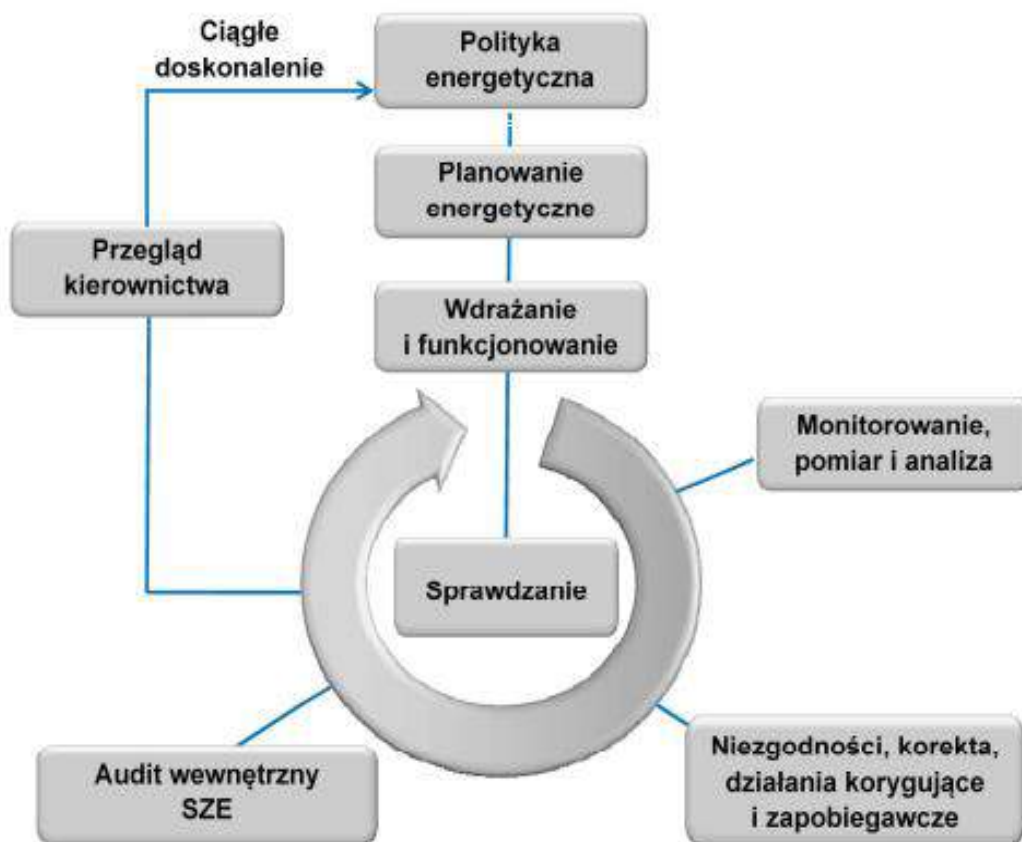 Ciągłe
doskonalenie
Polityka
energetyczna
Planowanie
energetyczne
Przegląd
kierownictwa
Wdrażanie
i funkcjonowanie
Monitorowanie,
pomiar i analiza
Sprawdzanie
Audit wewnętrzny
SZE
Niezgodności, korekta,
działania korygujące
i zapobiegawcze